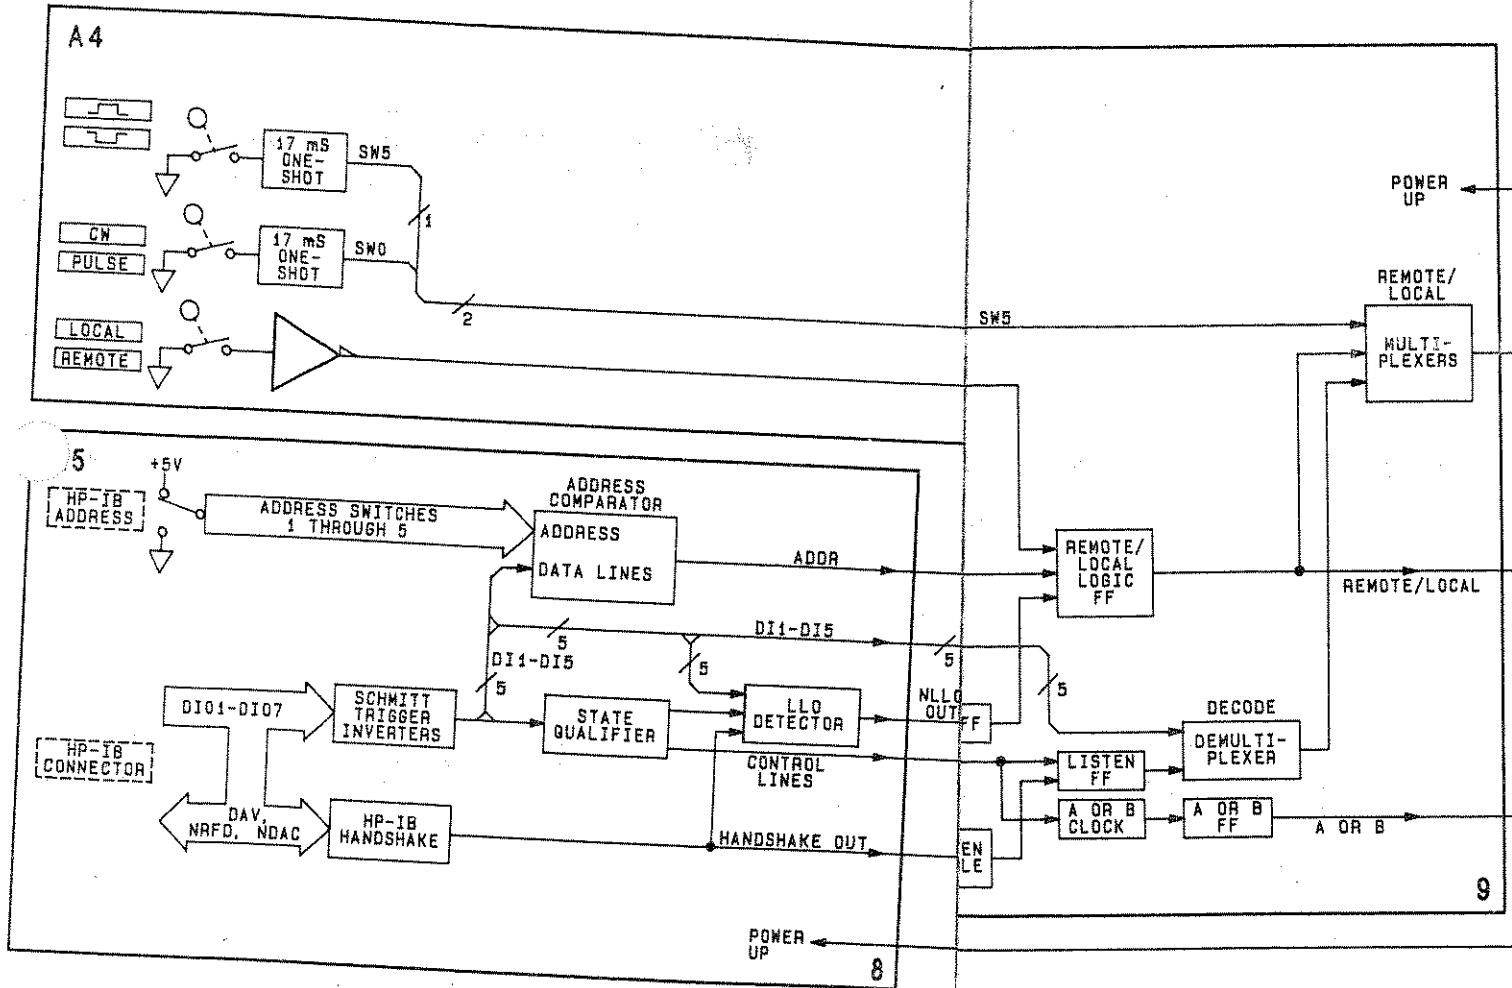 A4
17 mS
ONE-
SHOT
SW5
1
POWER
UP
CW
PULSE
17 mS
ONE-
SHOT
SW0
2
SW5
REMOTE/
LOCAL
MULTI-
PLEXERS
LOCAL
REMOTE
5
+5V
HP-IB
ADDRESS
ADDRESS SWITCHES
1 THROUGH 5
ADDRESS
COMPARATOR
ADDRESS
DATA LINES
ADDR
REMOTE/
LOCAL
LOGIC
FF
REMOTE/LOCAL
5
DI1-DI5
5
DI1-DI5
5
5
5
DIO1-DIO7
SCHMITT
TRIGGER
INVERTERS
STATE
QUALIFIER
LLO
DETECTOR
NLLO
OUT
FF
DECODE
DEMULTI-
PLEXER
HP-IB
CONNECTOR
CONTROL
LINES
LISTEN
FF
DAV,
NRFD, NDAC
HP-IB
HANDSHAKE
HANDSHAKE OUT
EN
LE
A OR B
CLOCK
A OR B
FF
A OR B
9
POWER
UP
8